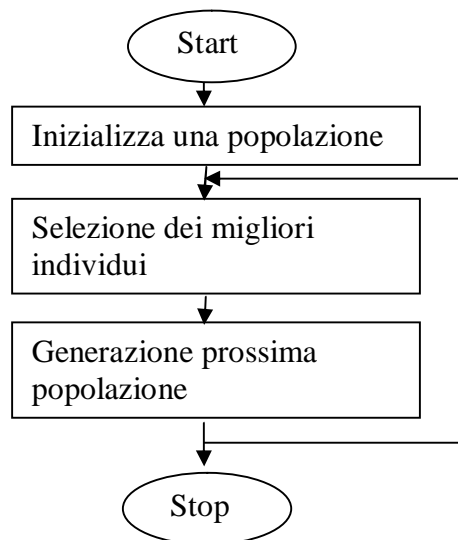 Start
Inizializza una popolazione
Selezione dei migliori
individui
Generazione prossima
popolazione
Stop